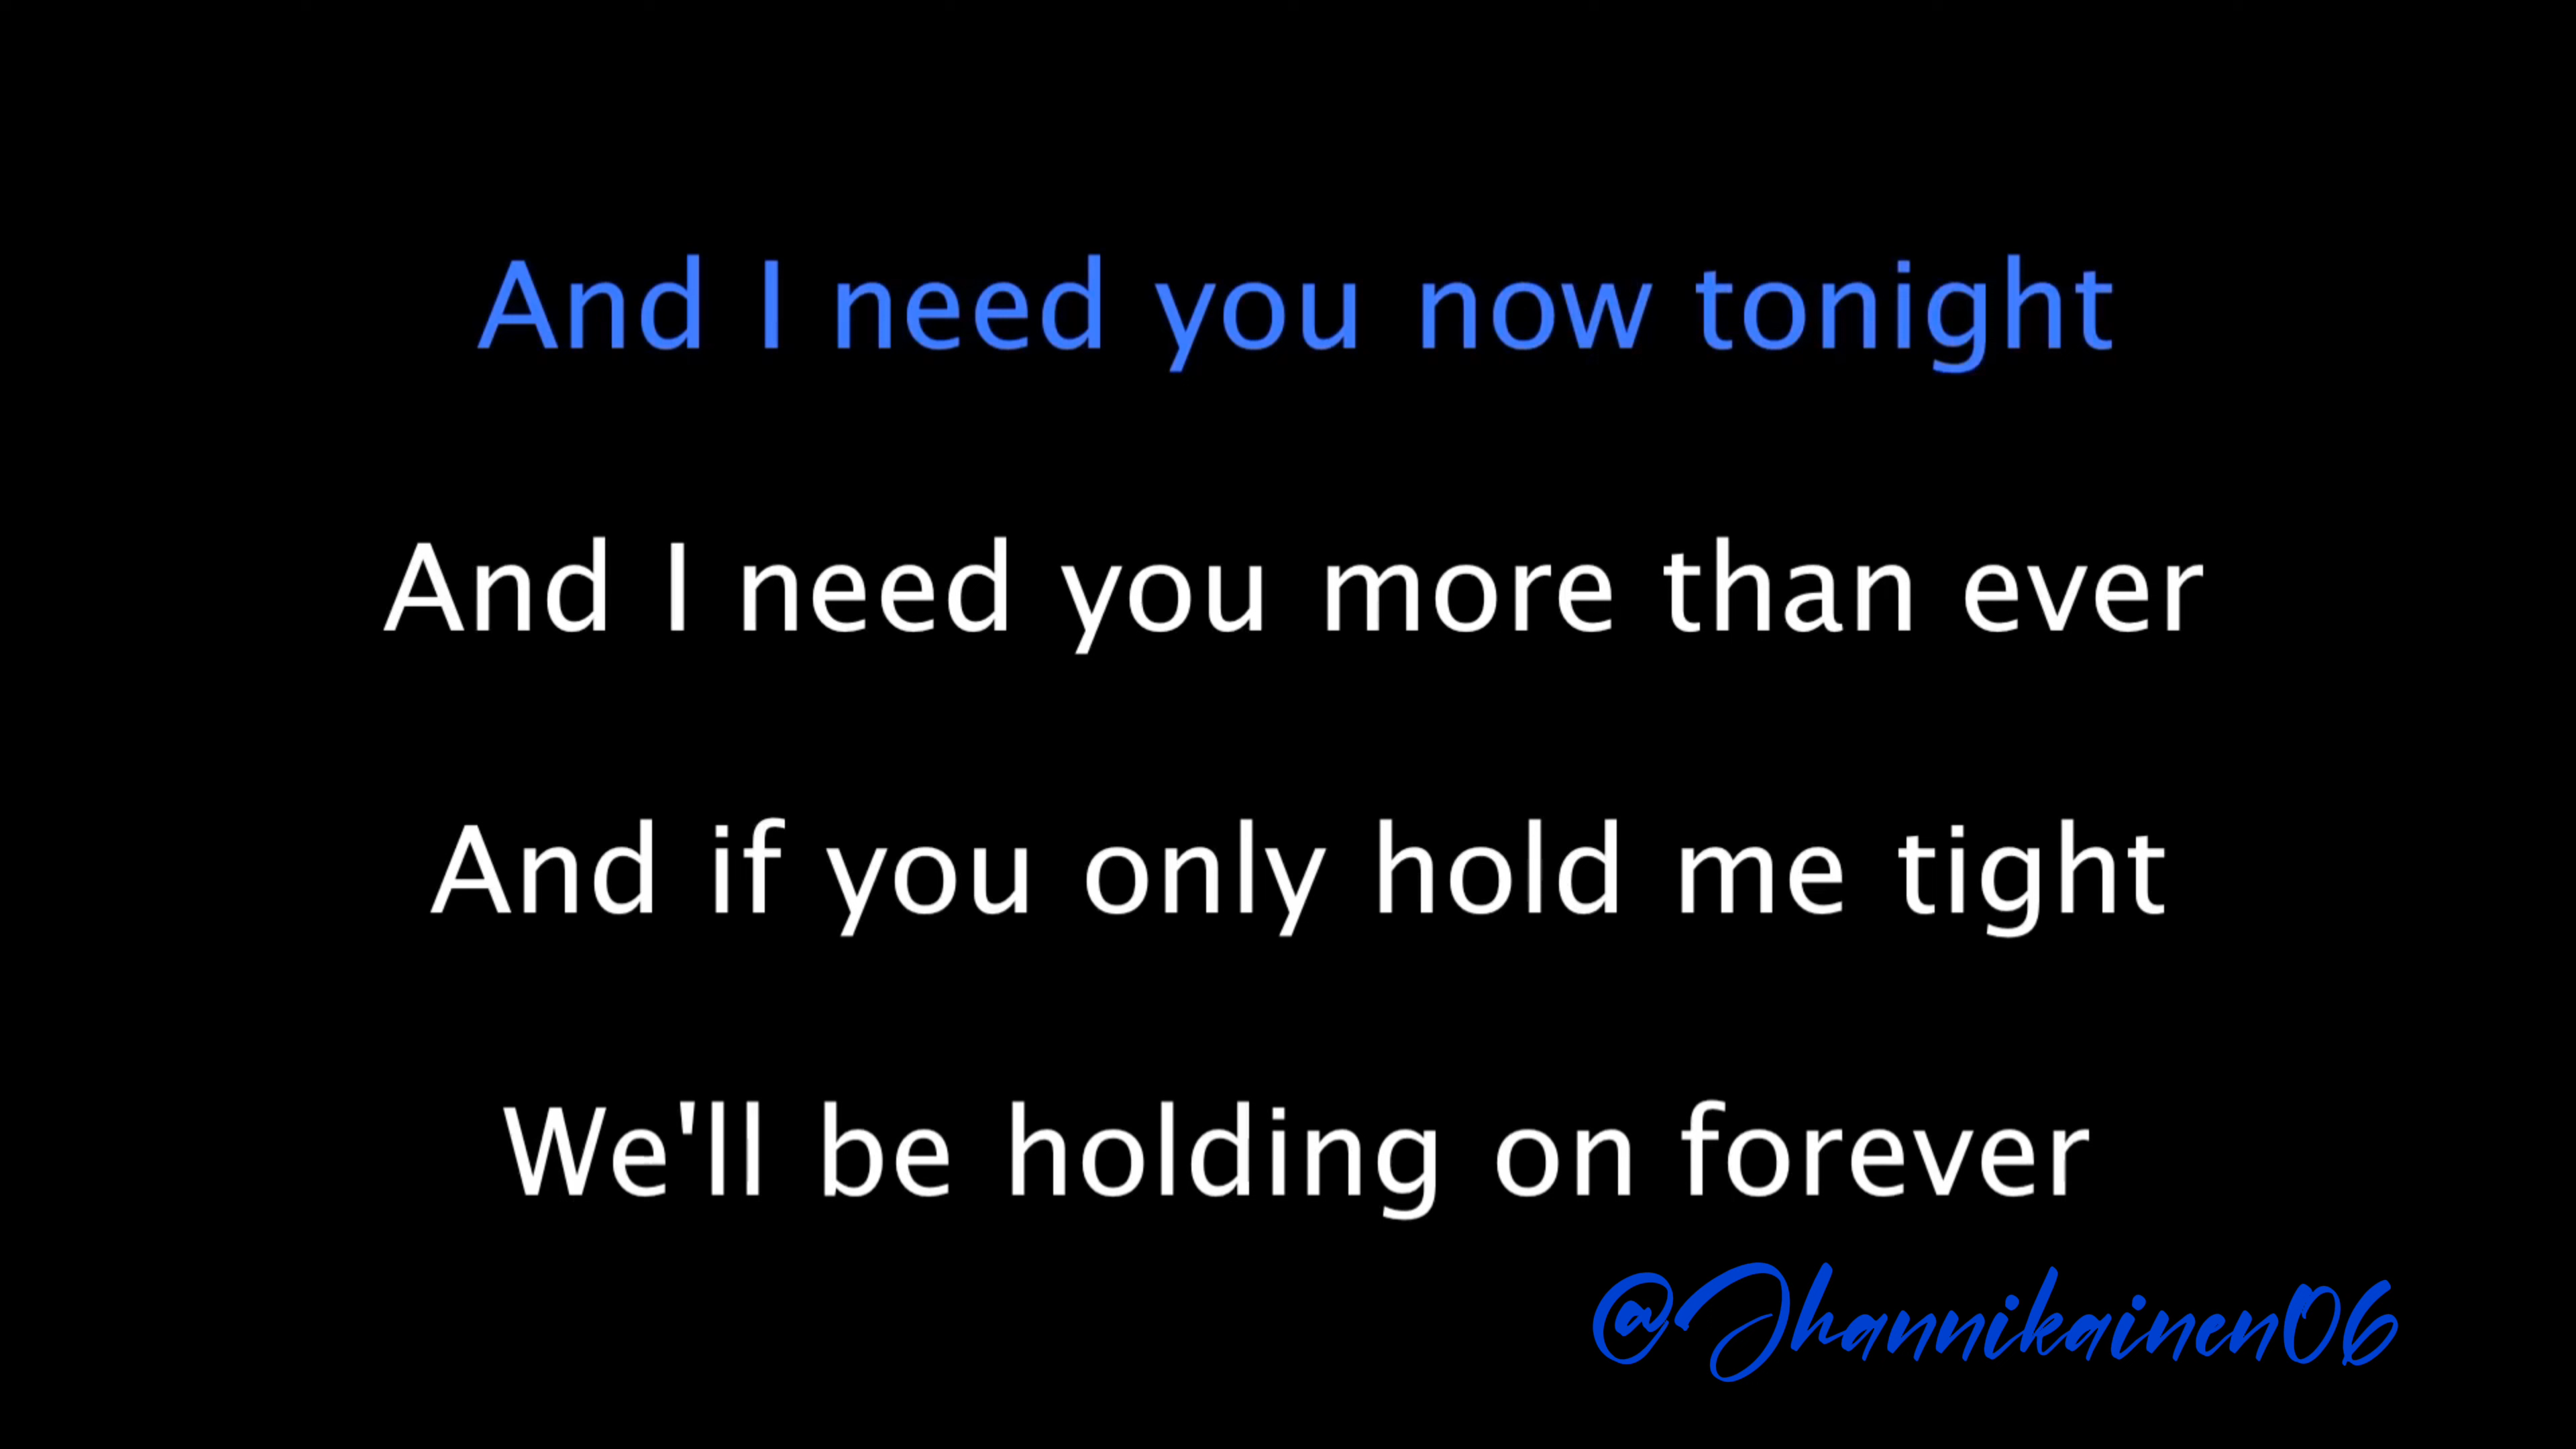 And I need you now tonight
And I need you more than ever
And if you only hold me tight
We'll be holding on forever
@Jhannikainen06